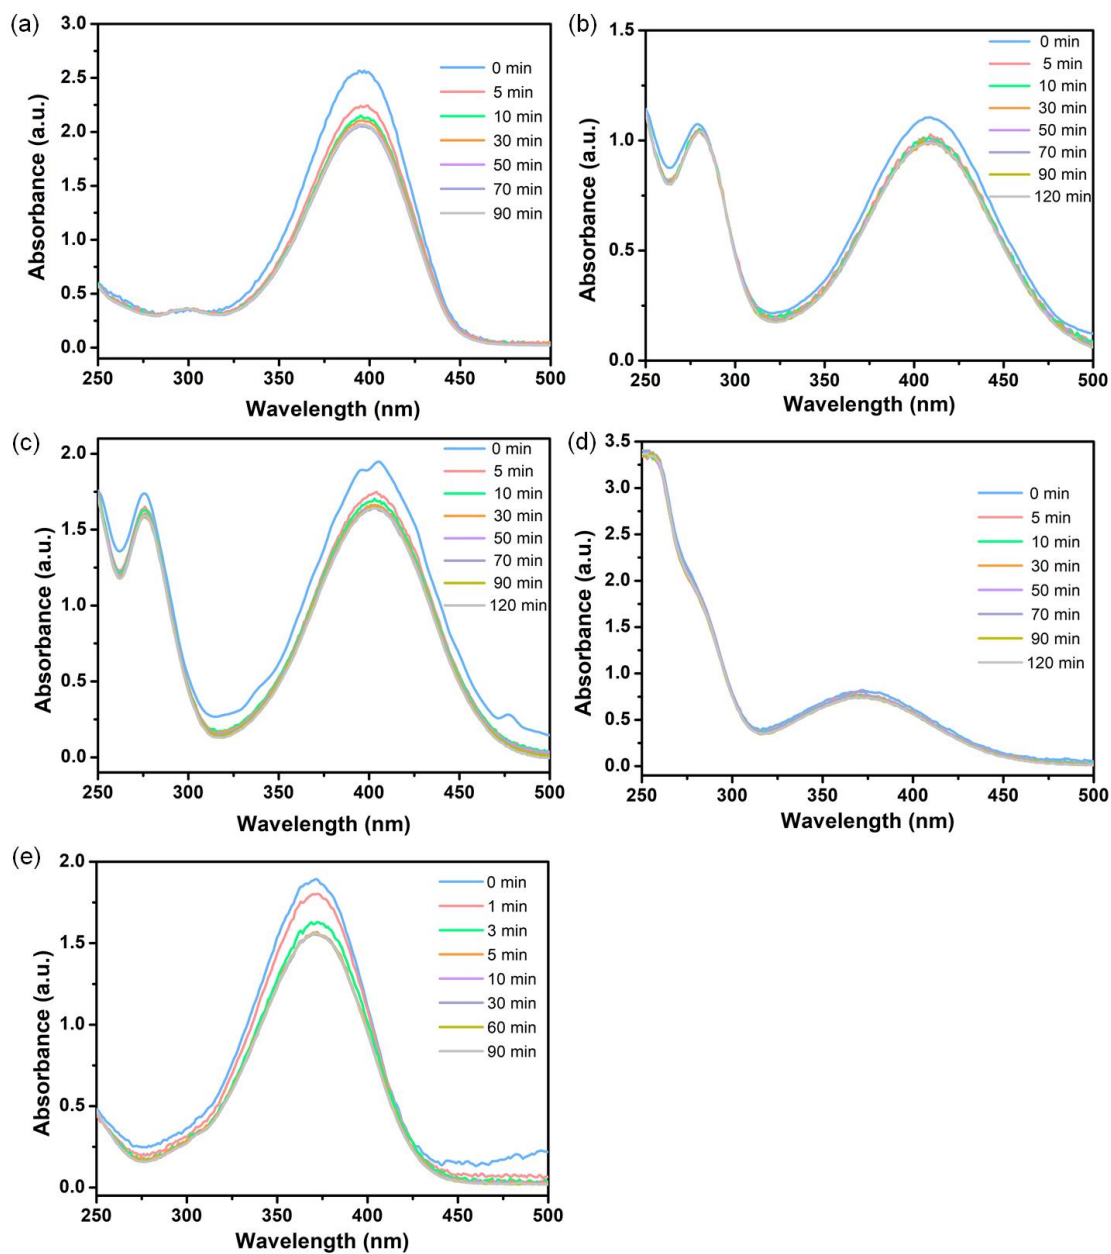 (a)
3.0
2.5
2.0
1.5
1.0
0.5
0.0
Absorbance (a.u.)
0 min
5 min
10 min
30 min
50 min
70 min
90 min
250 300 350 400 450 500
Wavelength (nm)
(b)
1.5
1.0
0.5
0.0
Absorbance (a.u.)
0 min
5 min
10 min
30 min
50 min
70 min
90 min
120 min
250 300 350 400 450 500
Wavelength (nm)
(c)
2.0
1.5
1.0
0.5
0.0
Absorbance (a.u.)
0 min
5 min
10 min
30 min
50 min
70 min
90 min
120 min
250 300 350 400 450 500
Wavelength (nm)
(d)
3.5
3.0
2.5
2.0
1.5
1.0
0.5
0.0
Absorbance (a.u.)
0 min
5 min
10 min
30 min
50 min
70 min
90 min
120 min
250 300 350 400 450 500
Wavelength (nm)
(e)
2.0
1.5
1.0
0.5
0.0
Absorbance (a.u.)
0 min
1 min
3 min
5 min
10 min
30 min
60 min
90 min
250 300 350 400 450 500
Wavelength (nm)